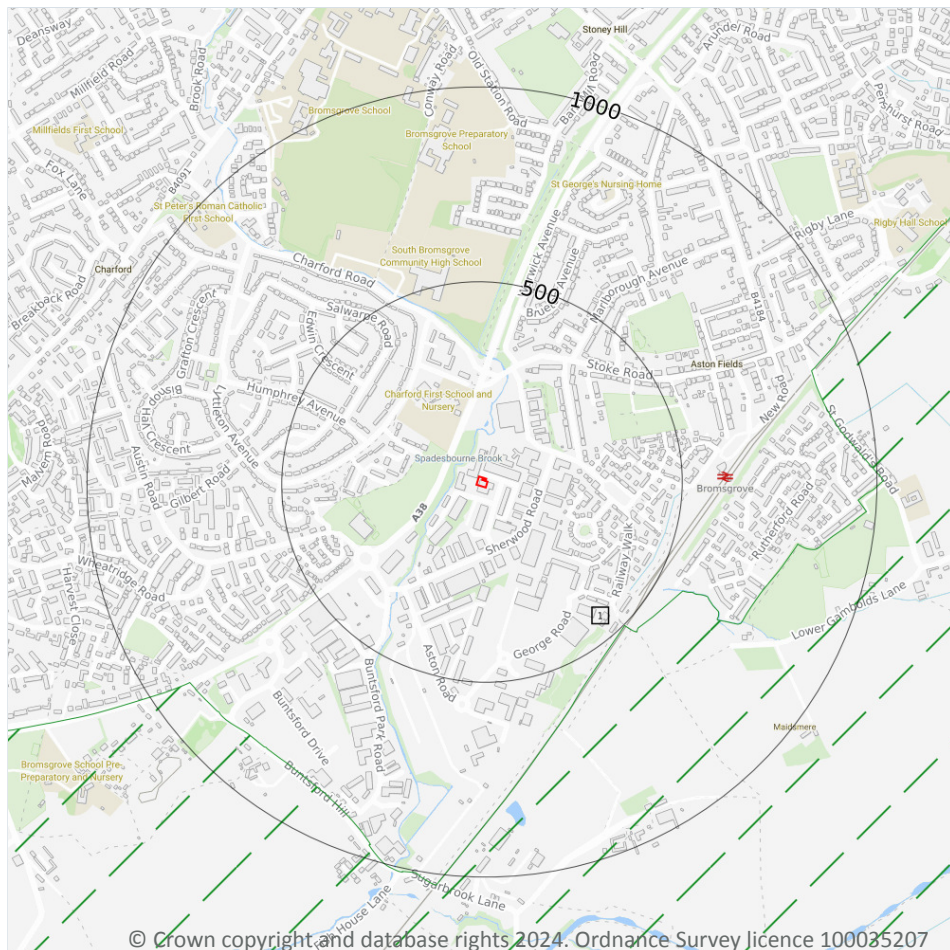 Stoney Hill
Deansway
Arundel Road
Millfield Road
Brook Road
Conway Road
Old Station Road
1000
Bromsgrove School
Penshurst Road
Millfields First School
Bromsgrove Preparatory
School
Fox Lane
B4091
St George's Nursing Home
St Peter's Roman Catholic
First School
Rigby Lane
Rigby Hall School
South Bromsgrove
Community High School
Charford
Charford Road
Marlborough Avenue
Breakback Road
500
B4184
Grafton Crescent
Edwin Crescent
Salwarpe Road
Stoke Road
Aston Fields
Humphrey Avenue
Charford First School and
Nursery
New Road
Bishop
Hall Crescent
Lyttleton Avenue
St Godwald's Road
Malvern Road
Austin Road
Gilbert Road
Spadesbourne Brook
Bromsgrove
A38
Sherwood Road
Rutherford Road
Wheatridge Road
Railway Walk
Harvest Close
1
Lower Gambolds Lane
George Road
Aston Road
Buntsford Drive
Buntsford Park Road
Maidsmere
Bromsgrove School Pre-
Preparatory and Nursery
Buntsford Hill
Sugarbrook Lane
House Lane
© Crown copyright and database rights 2024. Ordnance Survey licence 100035207